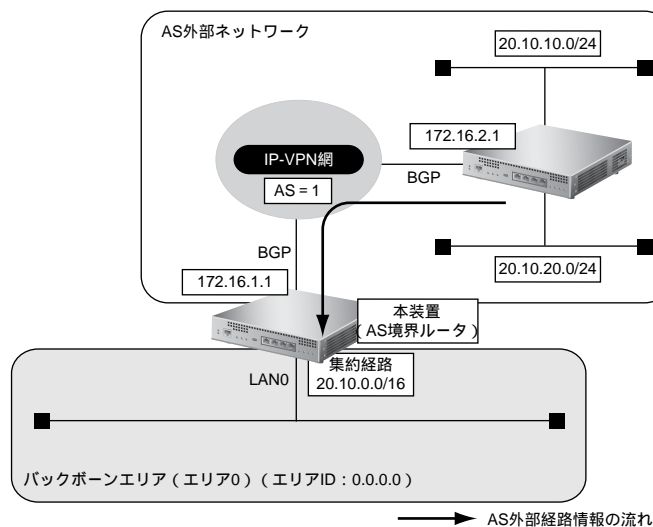 AS外部ネットワーク
20.10.10.0/24
172.16.2.1
IP-VPN網
AS = 1
BGP
BGP
20.10.20.0/24
172.16.1.1
本装置
（AS境界ルータ）
集約経路
20.10.0.0/16
LAN0
バックボーンエリア（エリア0）（エリアID：0.0.0.0）
AS外部経路情報の流れ